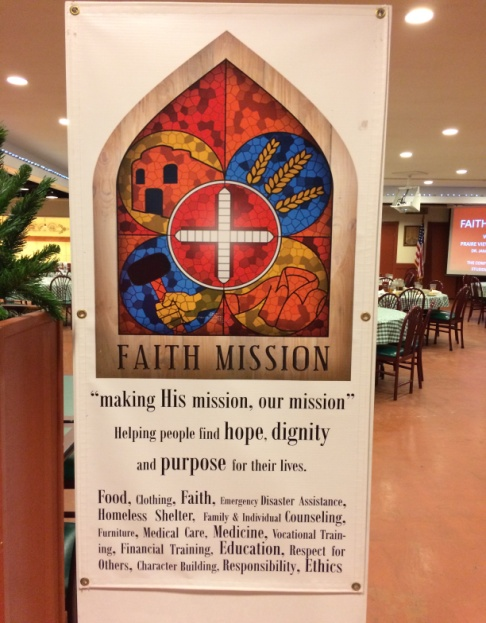 FAITH MISSION
"making His mission, our mission"
Helping people find hope, dignity
and purpose for their lives.
Food, Clothing, Faith, Emergency Disaster Assistance,
Homeless Shelter, Family & Individual Counseling,
Furniture, Medical Care, Medicine, Vocational Train-
ing, Financial Training, Education, Respect for
Others, Character Building, Responsibility, Ethics
FAITH